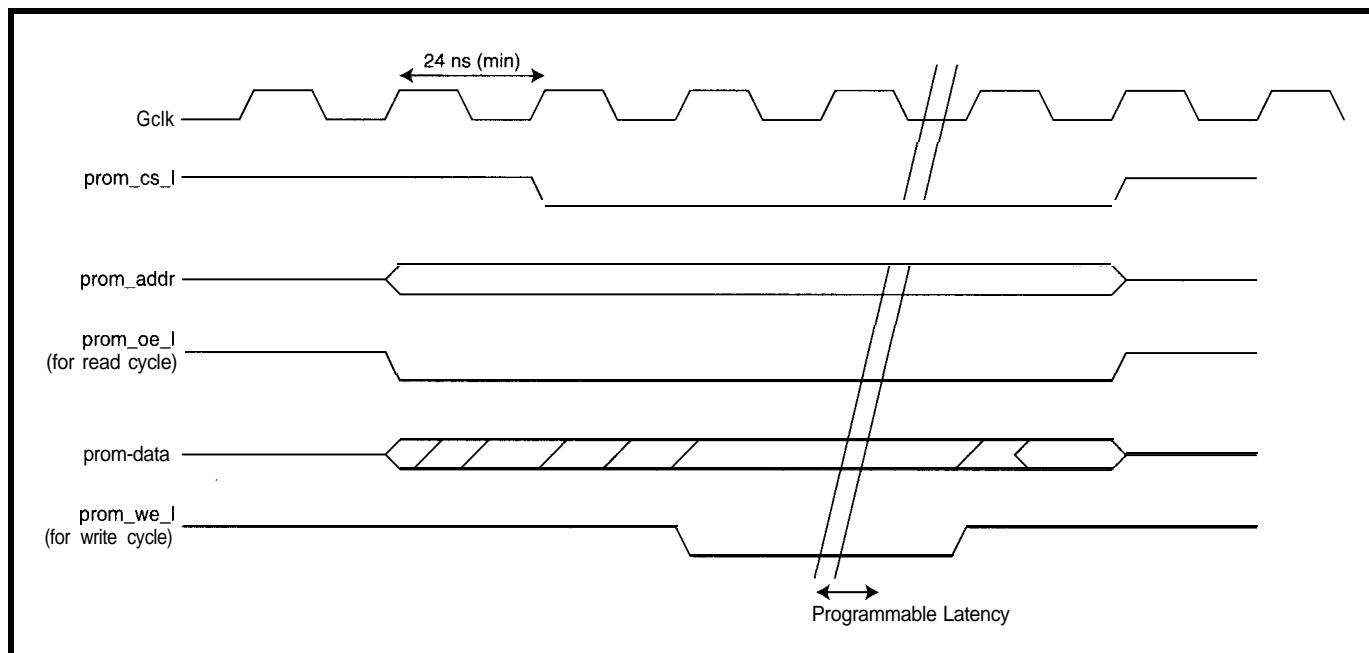 24 ns (min)
Gclk
prom_cs_l
prom_addr
prom_oe_l
(for read cycle)
prom-data
prom_we_l
(for write cycle)
Programmable Latency